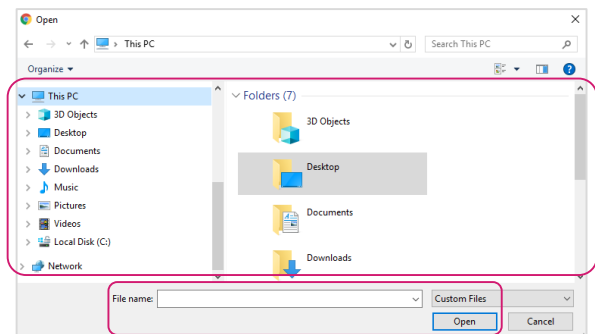 Open
This PC
Search This PC
Organize
This PC
3D Objects
Desktop
Documents
Downloads
Music
Pictures
Videos
Local Disk (C:)
Network
Folders (7)
3D Objects
Desktop
Documents
Downloads
File name:
Custom Files
Open
Cancel